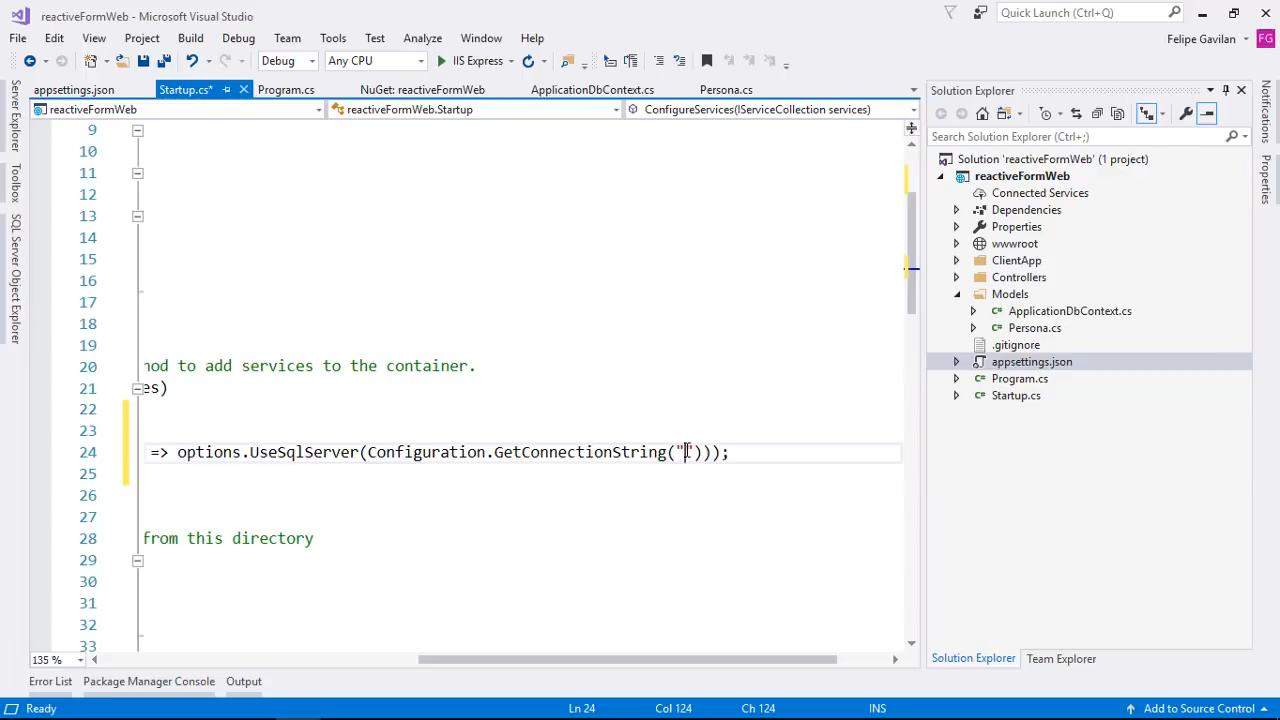 reactiveFormWeb - Microsoft Visual Studio
Quick Launch (Ctrl+Q)
File Edit View Project Build Debug Team Tools Test Analyze Window Help
Felipe Gavilan FG
Debug Any CPU IIS Express
appsettings.json Startup.cs* Program.cs NuGet: reactiveFormWeb ApplicationDbContext.cs Persona.cs
reactiveFormWeb reactiveFormWeb.Startup ConfigureServices(IServiceCollection services)
Server Explorer
Toolbox
SQL Server Object Explorer
9
10
11
12
13
14
15
16
17
18
19
20 hod to add services to the container.
21 es)
22
23
24 => options.UseSqlServer(Configuration.GetConnectionString("")));
25
26
27
28 from this directory
29
30
31
32
33
135 %
Solution Explorer
Search Solution Explorer (Ctrl+;)
Solution 'reactiveFormWeb' (1 project)
reactiveFormWeb
Connected Services
Dependencies
Properties
wwwroot
ClientApp
Controllers
Models
ApplicationDbContext.cs
Persona.cs
.gitignore
appsettings.json
Program.cs
Startup.cs
Solution Explorer Team Explorer
Notifications
Properties
Error List Package Manager Console Output
Ready Ln 24 Col 124 Ch 124 INS Add to Source Control